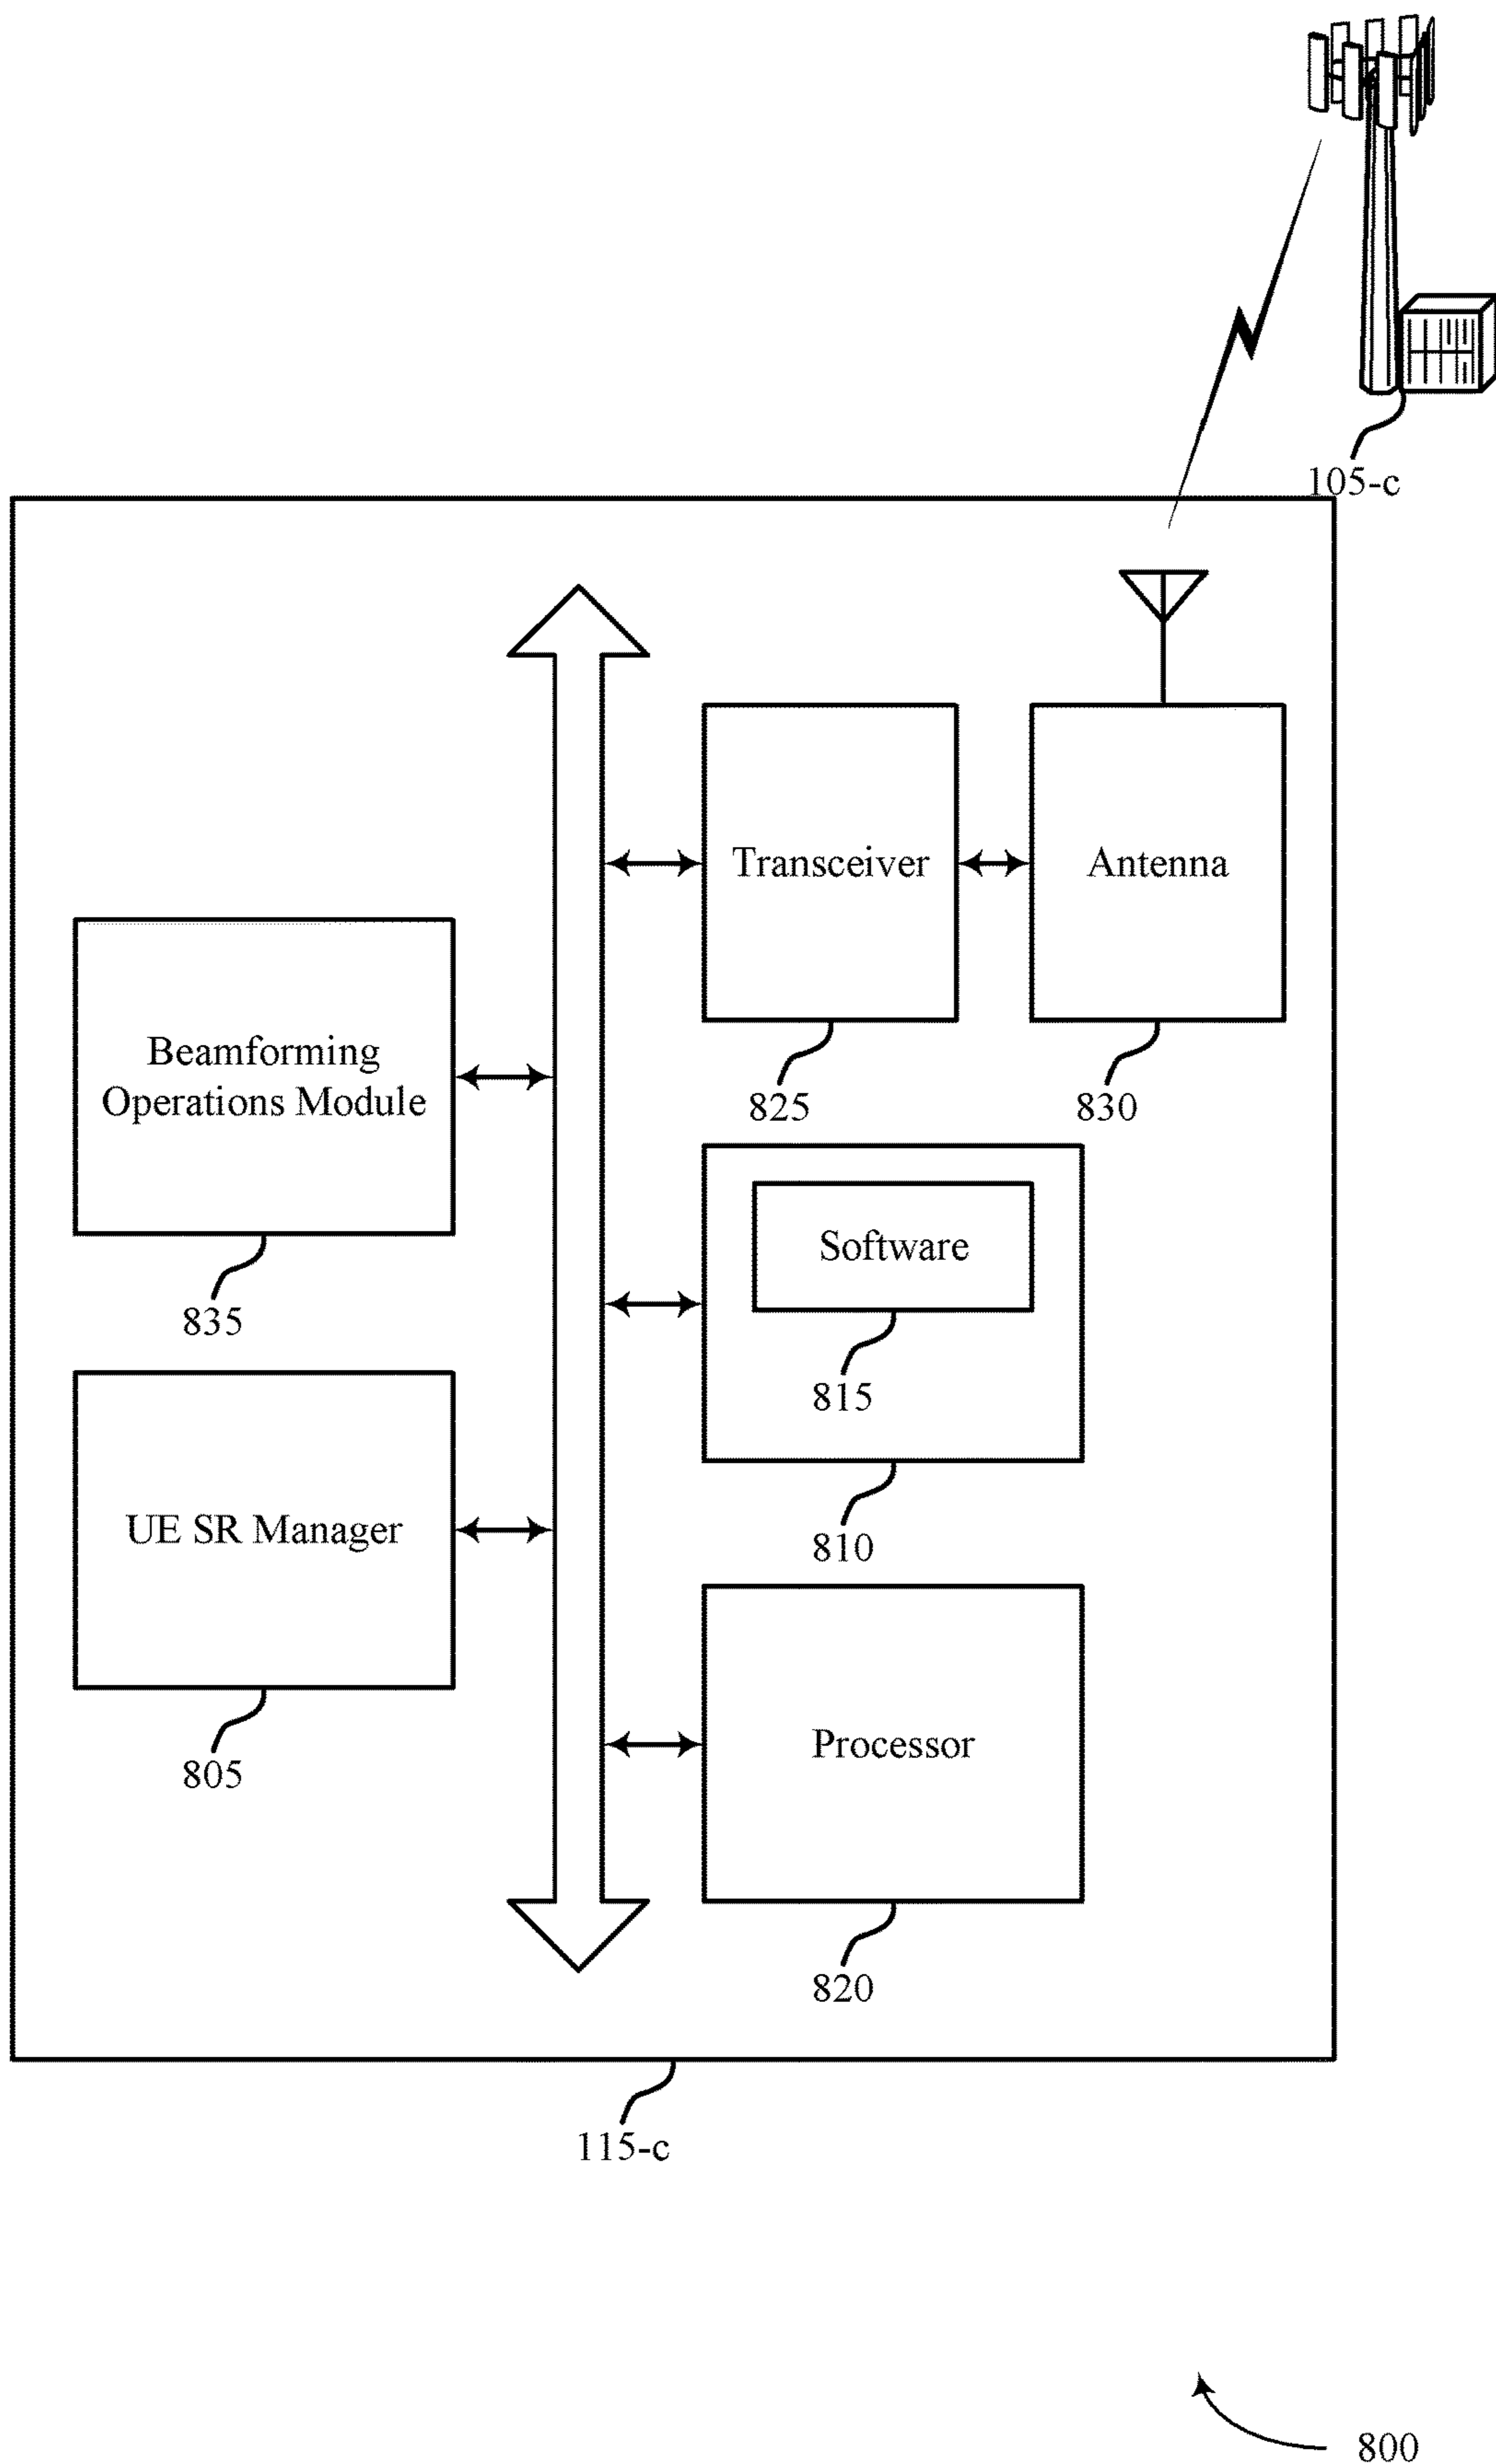 105-c
Transceiver
Antenna
825
830
Beamforming
Operations Module
835
Software
815
810
UE SR Manager
805
Processor
820
115-c
800